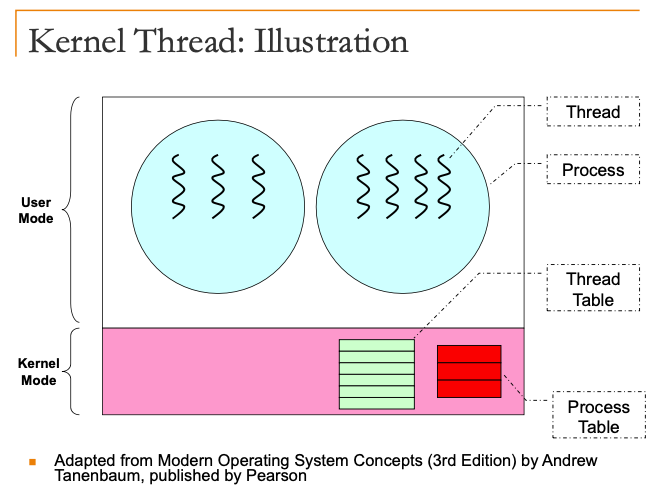 Kernel Thread: Illustration
Thread
Process
User
Mode
Thread
Table
Kernel
Mode
Process
Table
Adapted from Modern Operating System Concepts (3rd Edition) by Andrew
Tanenbaum, published by Pearson